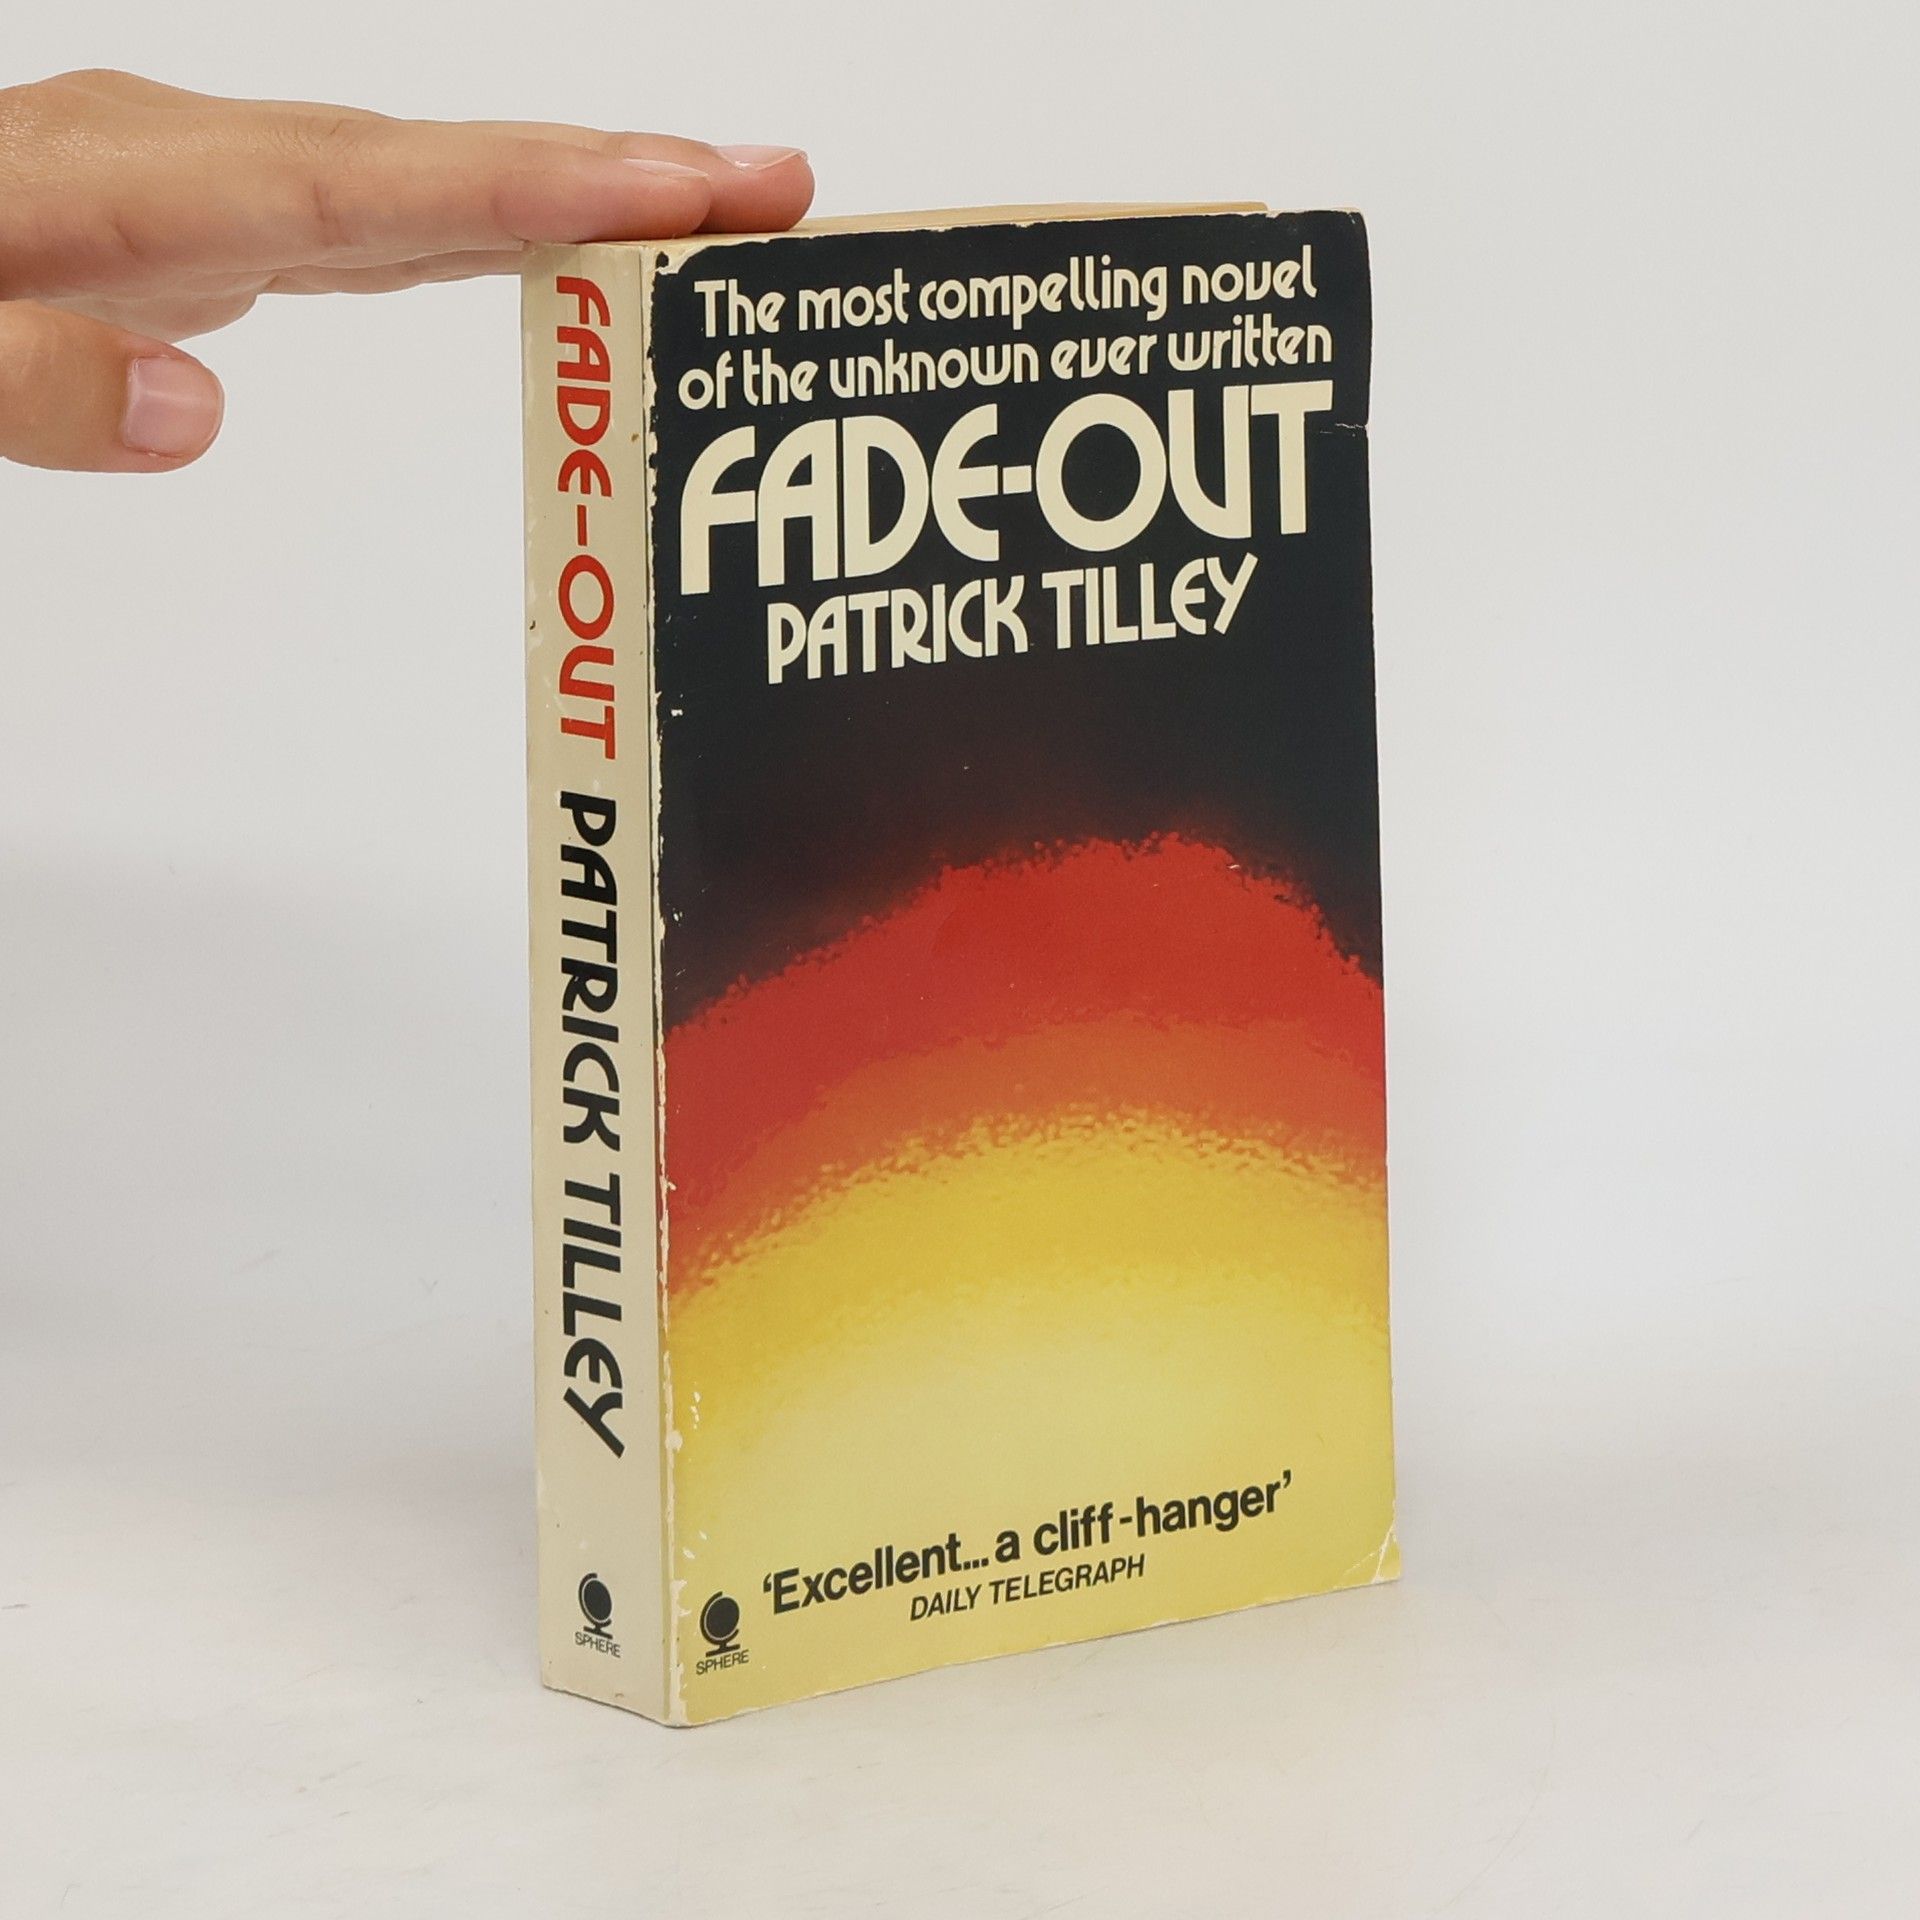 FADE-OUT PATRICK TILLEY
SPHERE
The most compelling novel
of the unknown ever written
FADE-OUT
PATRICK TILLEY
'Excellent... a cliff-hanger'
DAILY TELEGRAPH
SPHERE